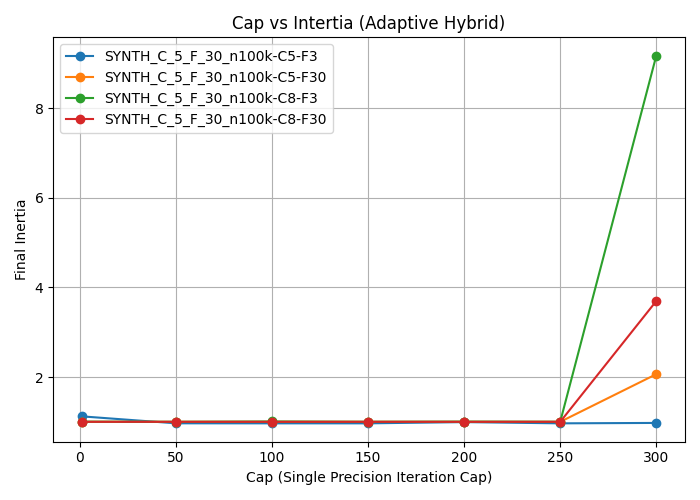 Cap vs Intertia (Adaptive Hybrid)
SYNTH_C_5_F_30_n100k-C5-F3
SYNTH_C_5_F_30_n100k-C5-F30
SYNTH_C_5_F_30_n100k-C8-F3
SYNTH_C_5_F_30_n100k-C8-F30
Final Inertia
8
6
4
2
0 50 100 150 200 250 300
Cap (Single Precision Iteration Cap)